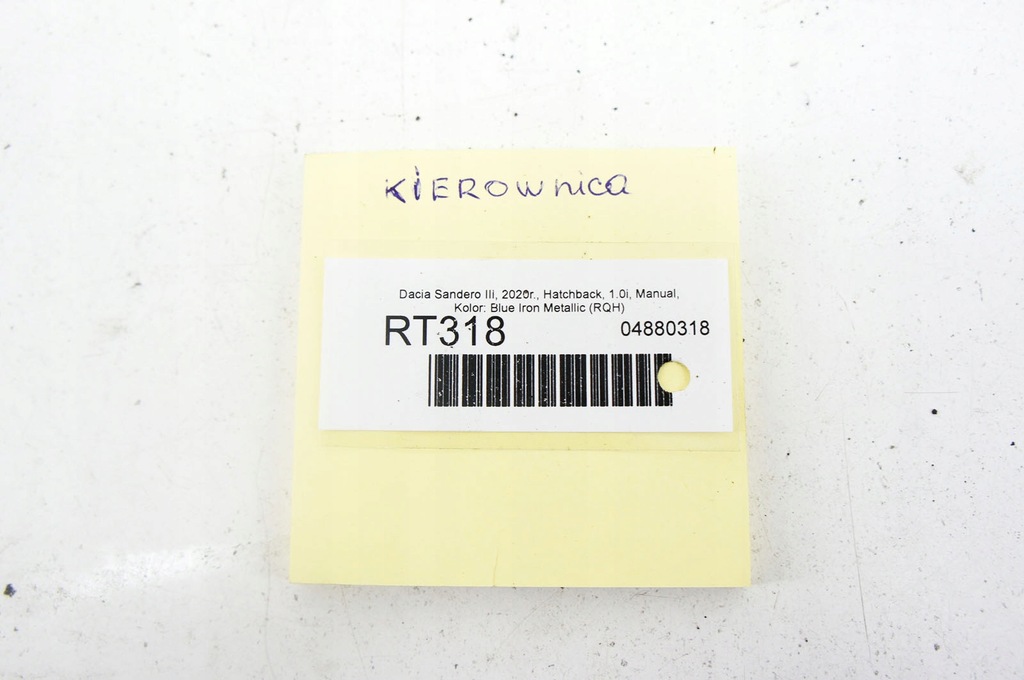 KIEROWnica
Dacia Sandero IIi, 2020r., Hatchback, 1.0i, Manual,
Kolor: Blue Iron Metallic (RQH)
RT318
04880318